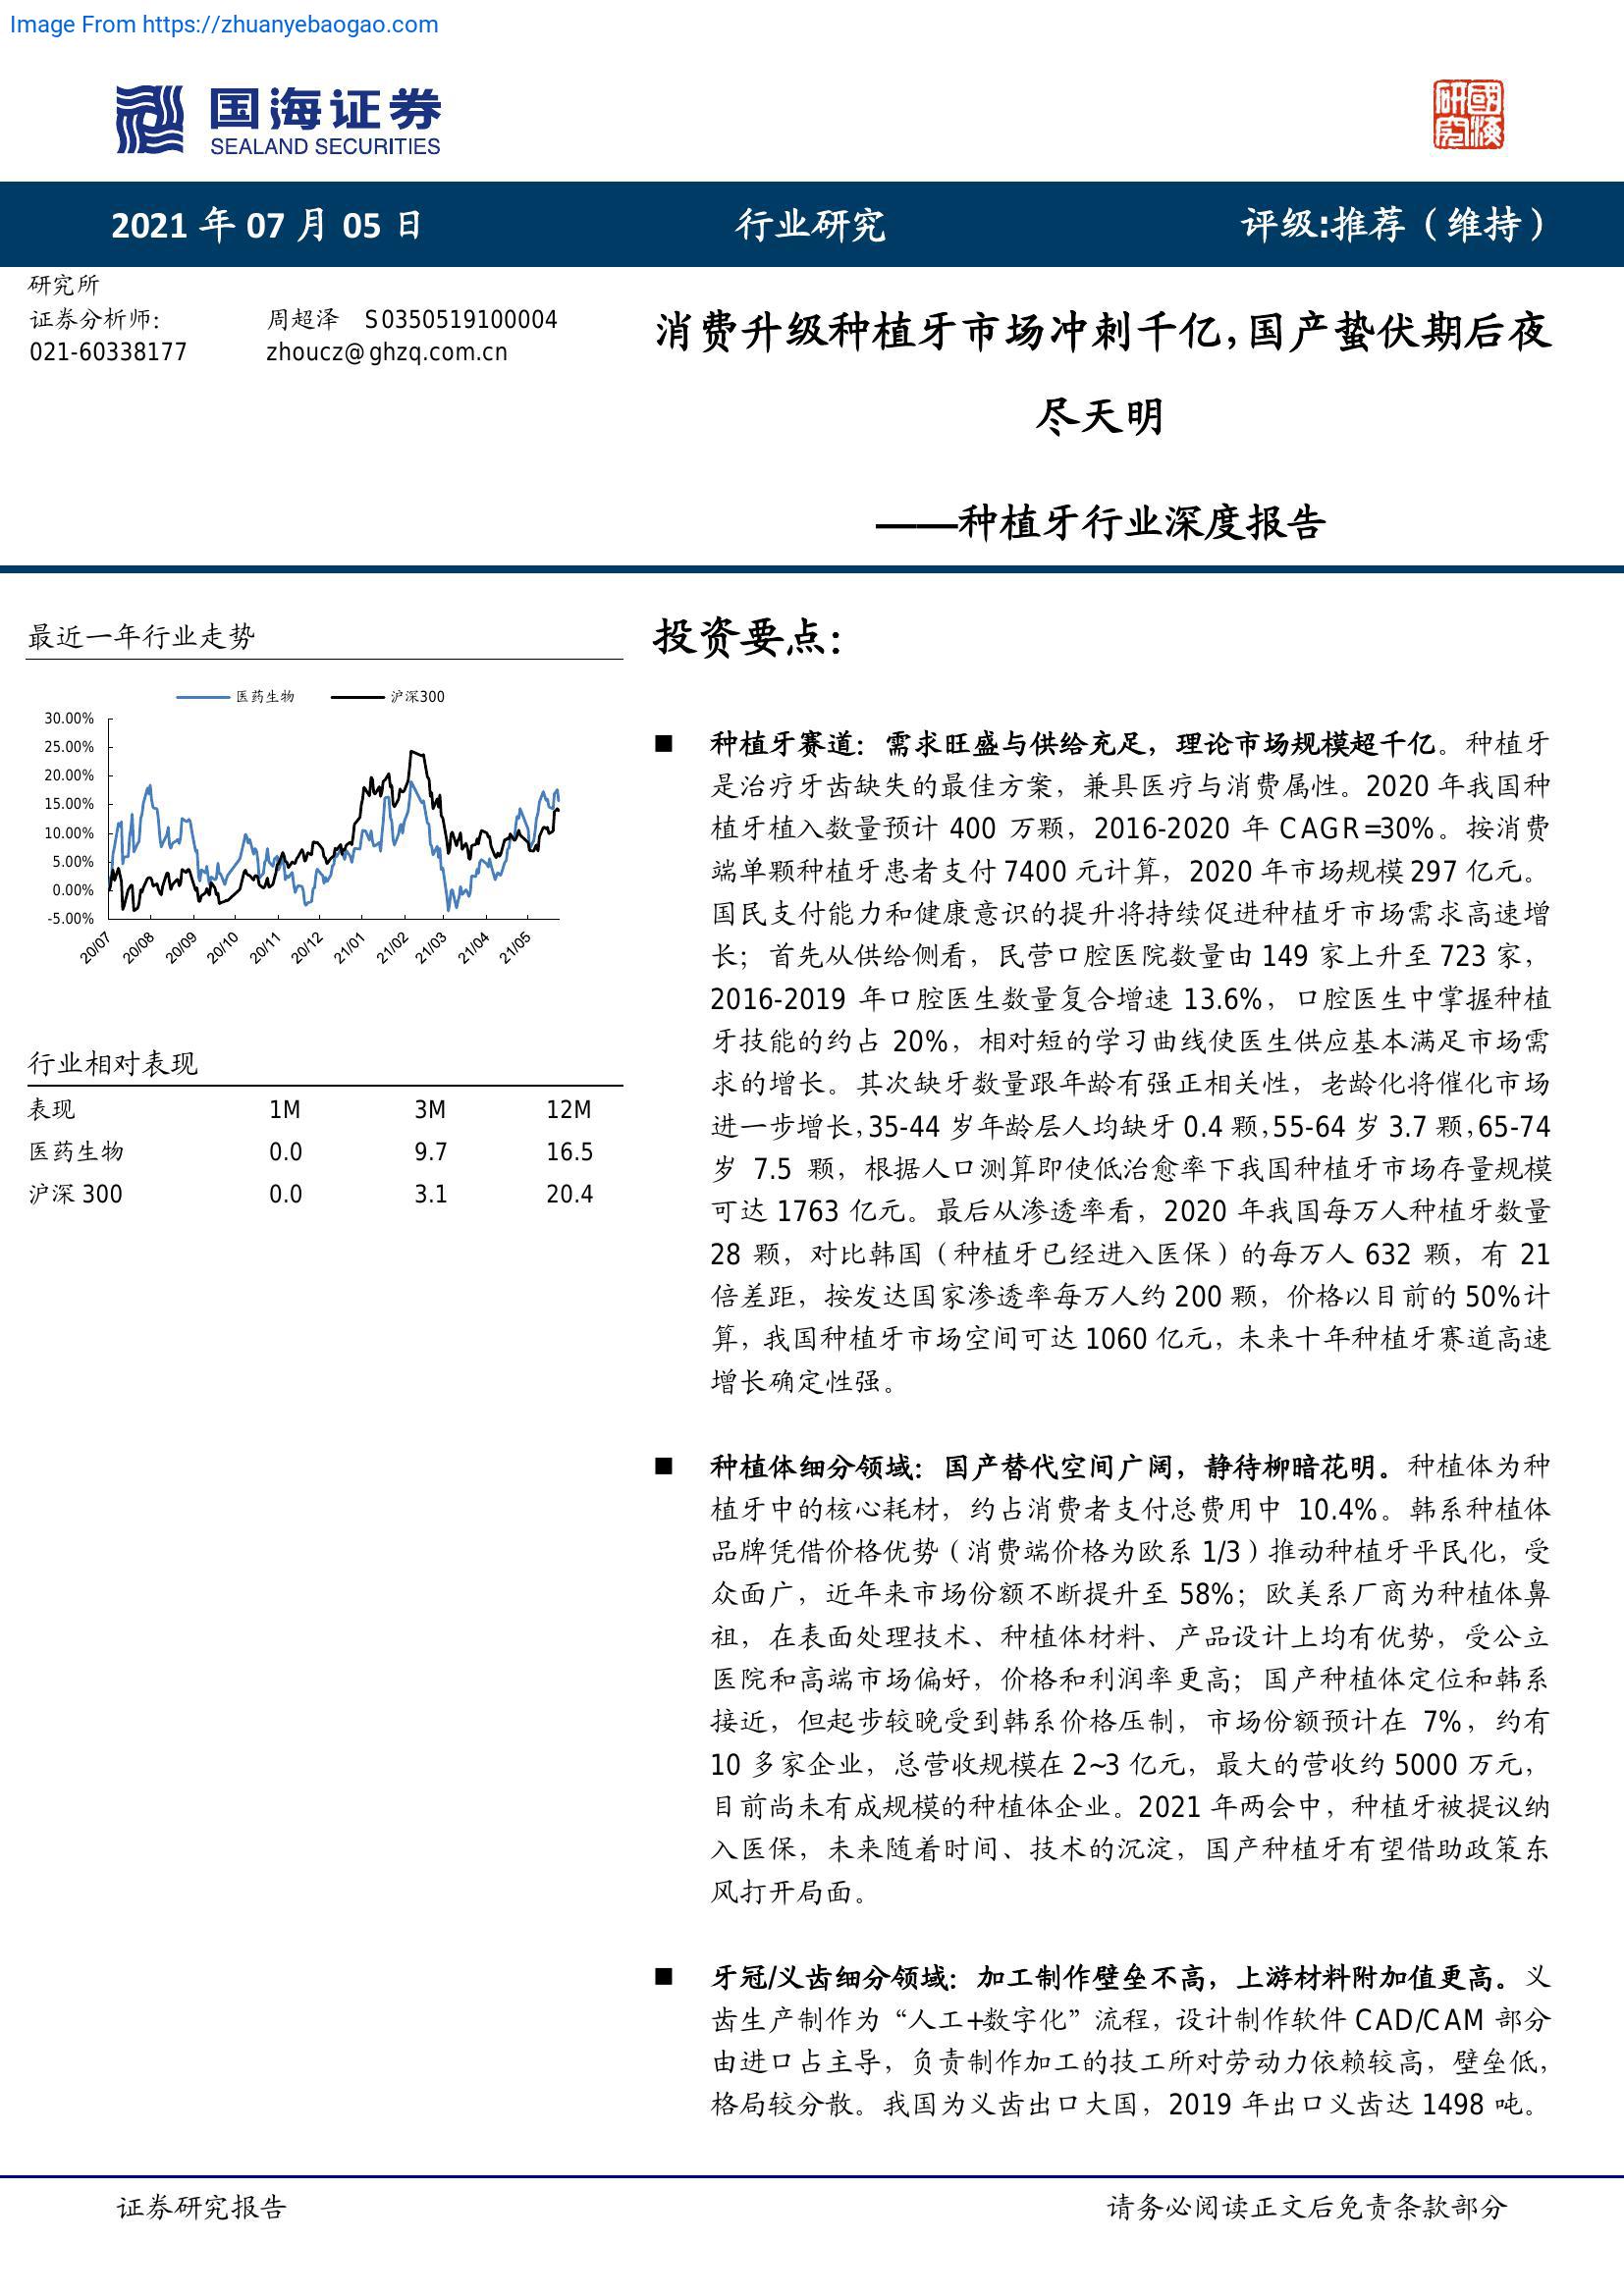 Image From https://zhuanyebaogao.com
国海证券
SEALAND SECURITIES
國海
研究
2021 年 07 月 05 日
行业研究
评级:推荐（维持）
研究所
证券分析师:
周超泽 S0350519100004
021-60338177
zhoucz@ghzq.com.cn
消费升级种植牙市场冲刺千亿,国产蛰伏期后夜
尽天明
——种植牙行业深度报告
最近一年行业走势
医药生物
沪深300
30.00%
25.00%
20.00%
15.00%
10.00%
5.00%
0.00%
-5.00%
20/07
20/08
20/09
20/10
20/11
20/12
21/01
21/02
21/03
21/04
21/05
行业相对表现
表现 1M 3M 12M
医药生物 0.0 9.7 16.5
沪深 300 0.0 3.1 20.4
投资要点:
■ 种植牙赛道：需求旺盛与供给充足，理论市场规模超千亿。种植牙
是治疗牙齿缺失的最佳方案，兼具医疗与消费属性。2020 年我国种
植牙植入数量预计 400 万颗，2016-2020 年 CAGR=30%。按消费
端单颗种植牙患者支付 7400 元计算，2020 年市场规模 297 亿元。
国民支付能力和健康意识的提升将持续促进种植牙市场需求高速增
长；首先从供给侧看，民营口腔医院数量由 149 家上升至 723 家，
2016-2019 年口腔医生数量复合增速 13.6%，口腔医生中掌握种植
牙技能的约占 20%，相对短的学习曲线使医生供应基本满足市场需
求的增长。其次缺牙数量跟年龄有强正相关性，老龄化将催化市场
进一步增长,35-44 岁年龄层人均缺牙 0.4 颗,55-64 岁 3.7 颗,65-74
岁 7.5 颗，根据人口测算即使低治愈率下我国种植牙市场存量规模
可达 1763 亿元。最后从渗透率看，2020 年我国每万人种植牙数量
28 颗，对比韩国（种植牙已经进入医保）的每万人 632 颗，有 21
倍差距，按发达国家渗透率每万人约 200 颗，价格以目前的 50%计
算，我国种植牙市场空间可达 1060 亿元，未来十年种植牙赛道高速
增长确定性强。
■ 种植体细分领域：国产替代空间广阔，静待柳暗花明。种植体为种
植牙中的核心耗材，约占消费者支付总费用中 10.4%。韩系种植体
品牌凭借价格优势（消费端价格为欧系 1/3）推动种植牙平民化，受
众面广，近年来市场份额不断提升至 58%；欧美系厂商为种植体鼻
祖，在表面处理技术、种植体材料、产品设计上均有优势，受公立
医院和高端市场偏好，价格和利润率更高；国产种植体定位和韩系
接近，但起步较晚受到韩系价格压制，市场份额预计在 7%，约有
10 多家企业，总营收规模在 2~3 亿元，最大的营收约 5000 万元，
目前尚未有成规模的种植体企业。2021 年两会中，种植牙被提议纳
入医保，未来随着时间、技术的沉淀，国产种植牙有望借助政策东
风打开局面。
■ 牙冠/义齿细分领域：加工制作壁垒不高，上游材料附加值更高。义
齿生产制作为“人工+数字化”流程，设计制作软件 CAD/CAM 部分
由进口占主导，负责制作加工的技工所对劳动力依赖较高，壁垒低，
格局较分散。我国为义齿出口大国，2019 年出口义齿达 1498 吨。
证券研究报告
请务必阅读正文后免责条款部分